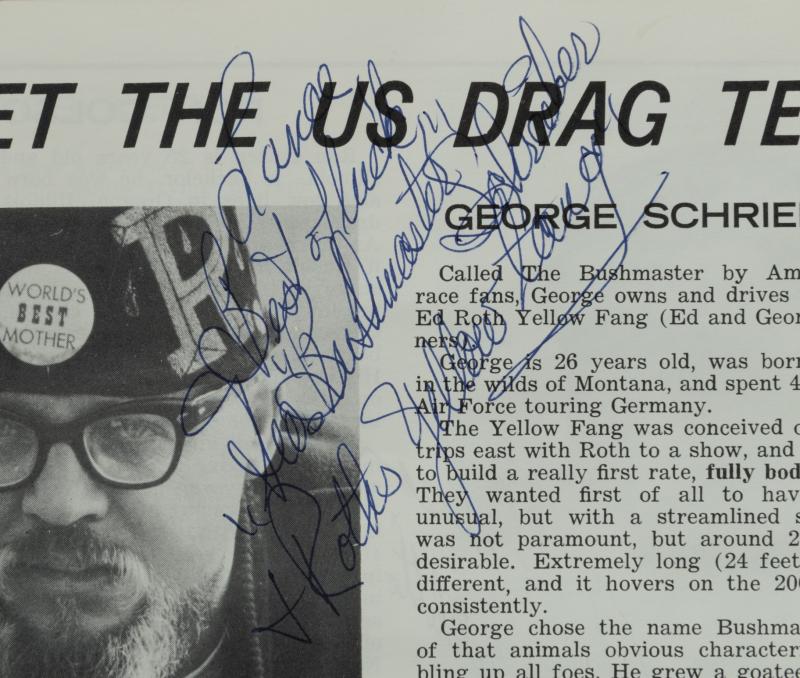 ET THE US DRAG TE
Lance
Best of luck
"Geo Bushmaster" Schreiber
+ Roths Yellow Fang
WORLD'S
BEST
MOTHER
R
GEORGE SCHRIE
Called The Bushmaster by Am
race fans, George owns and drives
Ed Roth Yellow Fang (Ed and Geor
ners
George is 26 years old, was born
in the wilds of Montana, and spent 4
Air Force touring Germany.
The Yellow Fang was conceived o
trips east with Roth to a show, and
to build a really first rate, fully bod
They wanted first of all to hav
unusual, but with a streamlined s
was not paramount, but around 2
desirable. Extremely long (24 feet
different, and it hovers on the 200
consistently.
George chose the name Bushma
of that animals obvious character
bling up all foes. He grew a goatee